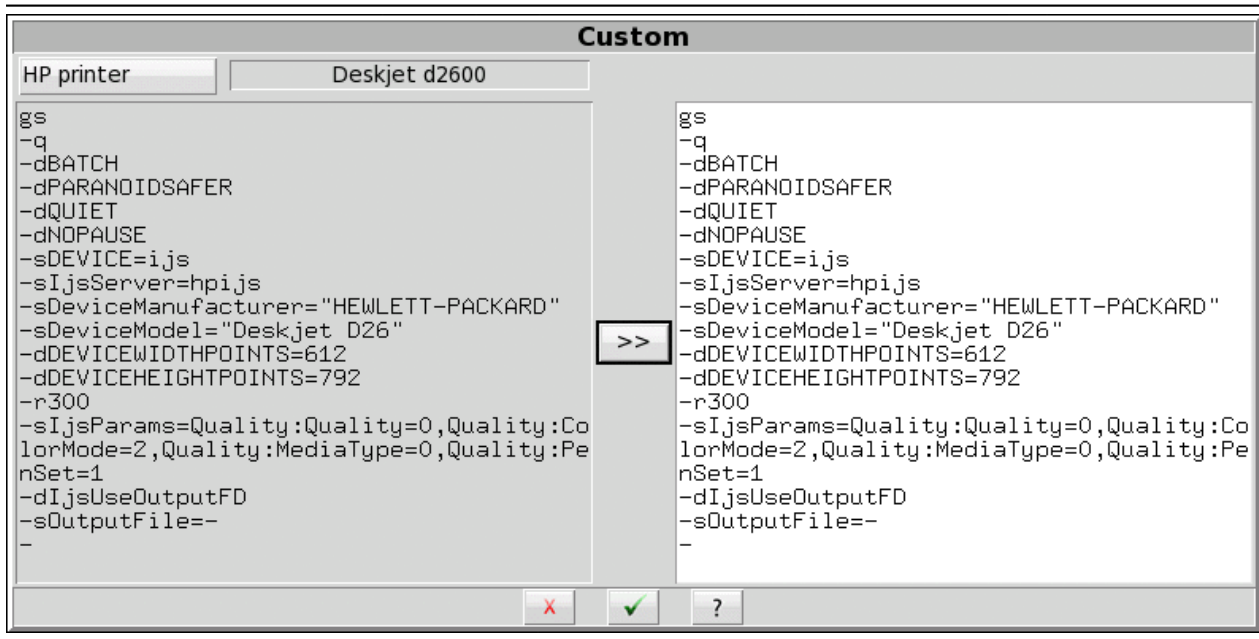 Custom
HP printer
Deskjet d2600
gs
-q
-dBATCH
-dPARANOIDSAFER
-dQUIET
-dNOPAUSE
-sDEVICE=ijs
-sIjsServer=hpijs
-sDeviceManufacturer="HEWLETT-PACKARD"
-sDeviceModel="Deskjet D26"
-dDEVICEWIDTHPOINTS=612
-dDEVICEHEIGHTPOINTS=792
-r300
-sIjsParams=Quality:Quality=0,Quality:Co
lorMode=2,Quality:MediaType=0,Quality:Pe
nSet=1
-dIjsUseOutputFD
-sOutputFile=-
-
>>
gs
-q
-dBATCH
-dPARANOIDSAFER
-dQUIET
-dNOPAUSE
-sDEVICE=ijs
-sIjsServer=hpijs
-sDeviceManufacturer="HEWLETT-PACKARD"
-sDeviceModel="Deskjet D26"
-dDEVICEWIDTHPOINTS=612
-dDEVICEHEIGHTPOINTS=792
-r300
-sIjsParams=Quality:Quality=0,Quality:Co
lorMode=2,Quality:MediaType=0,Quality:Pe
nSet=1
-dIjsUseOutputFD
-sOutputFile=-
-
X
✓
?